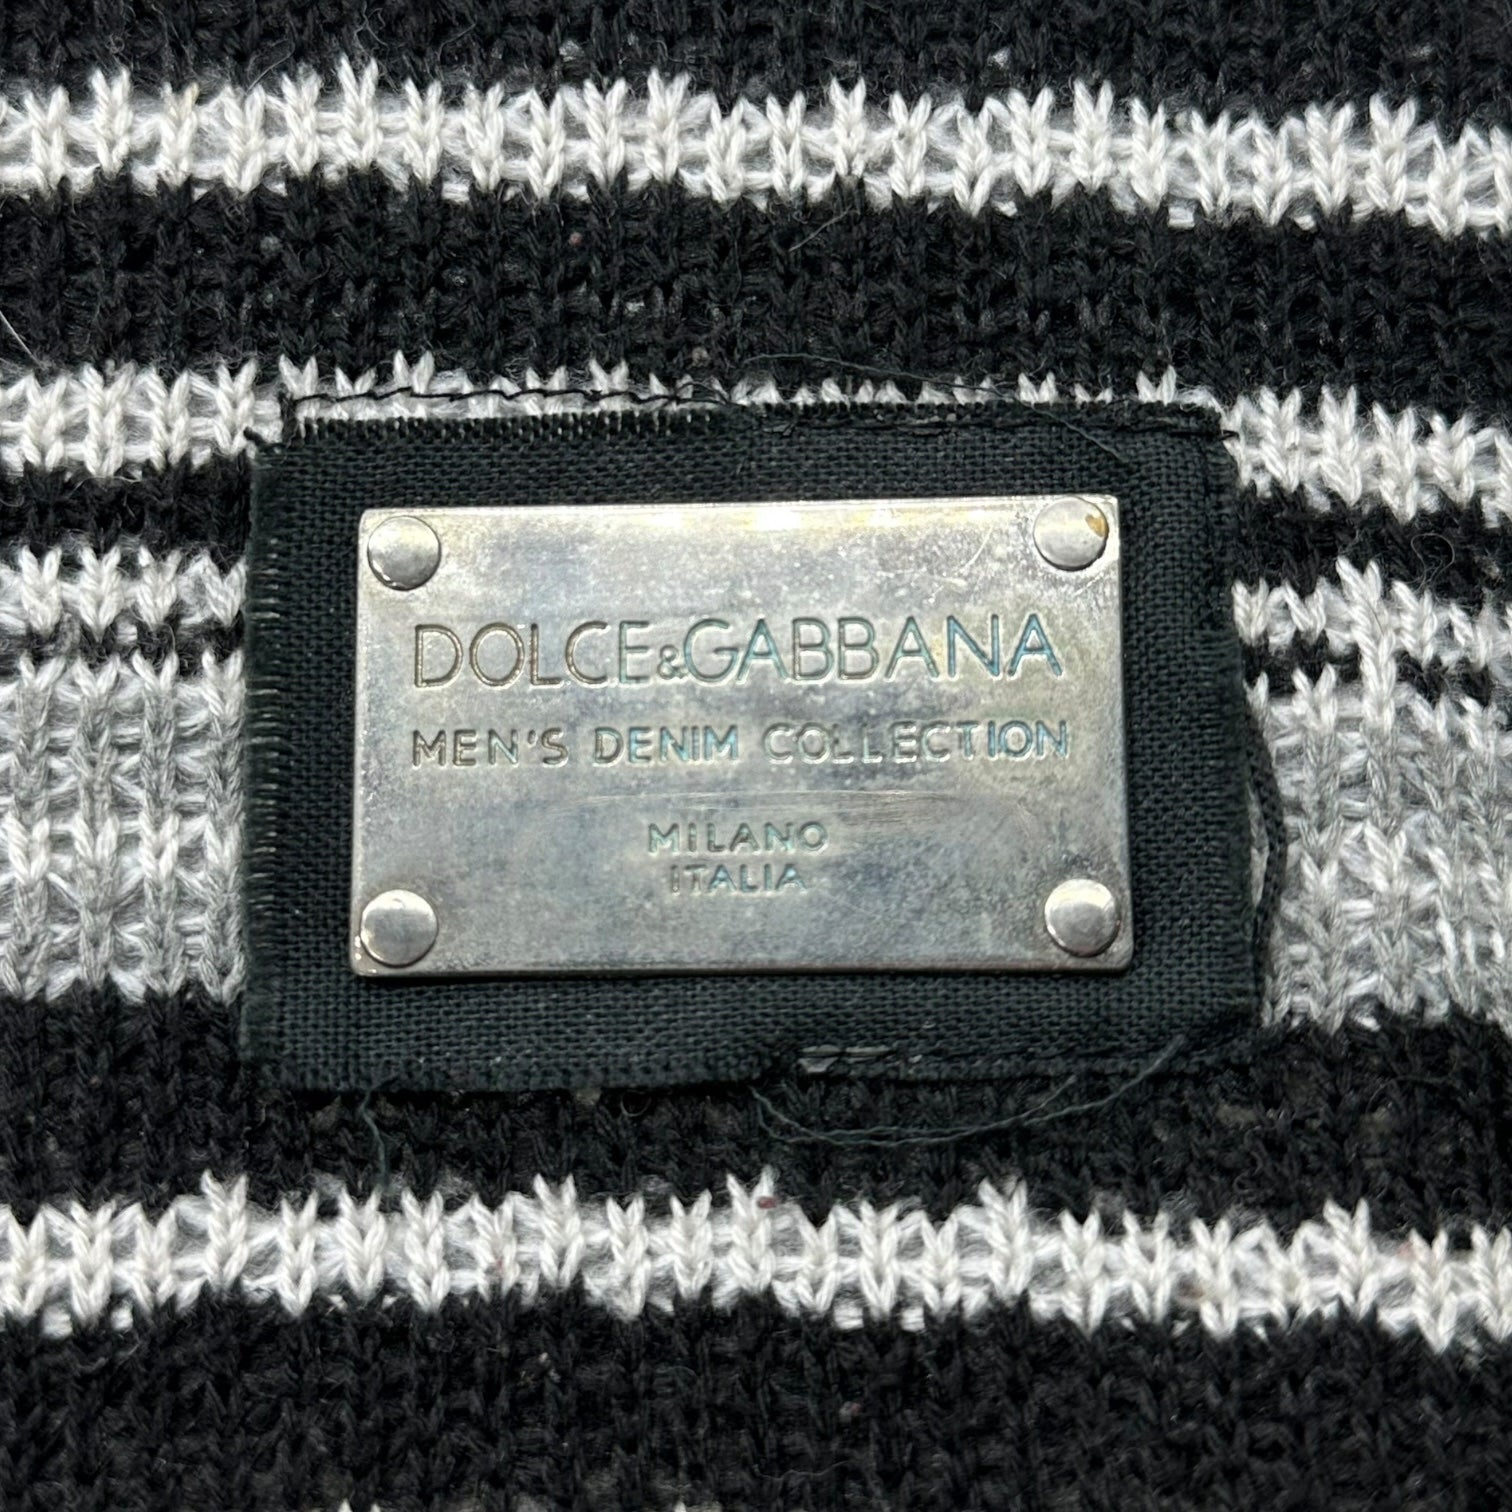 DOLCE&GABBANA
MEN'S DENIM COLLECTION
MILANO
ITALIA